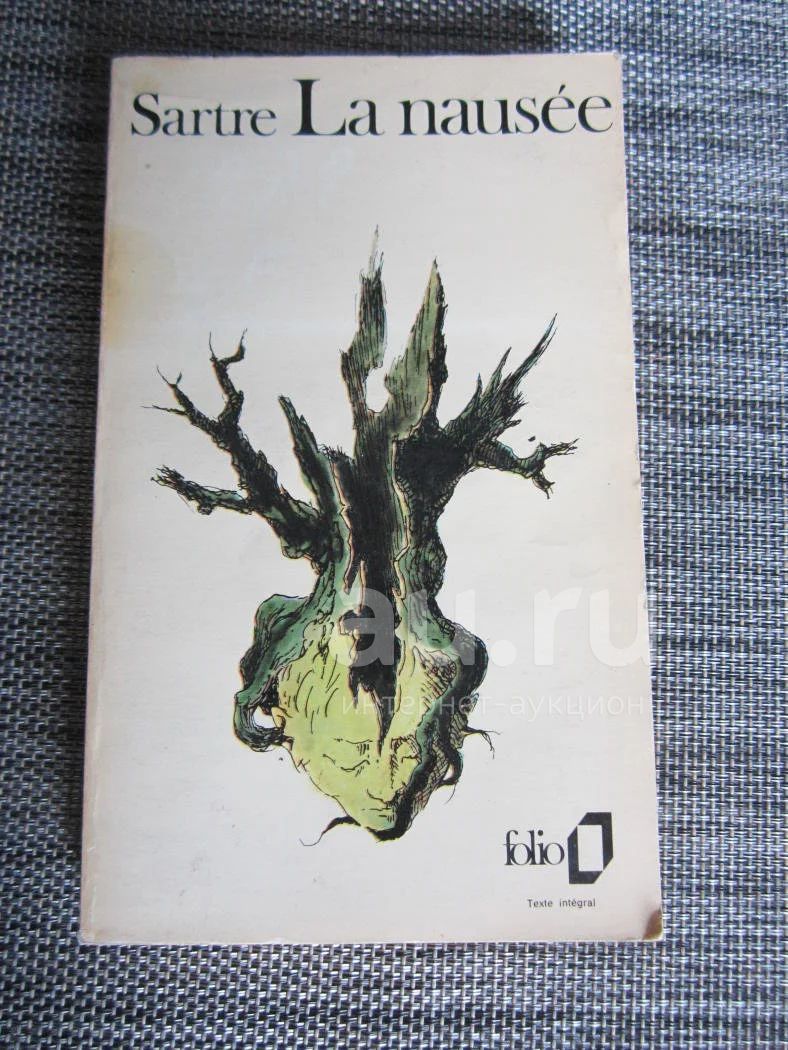 Sartre La nausée
au.ru
интернет-аукцион
folio
Texte intégral